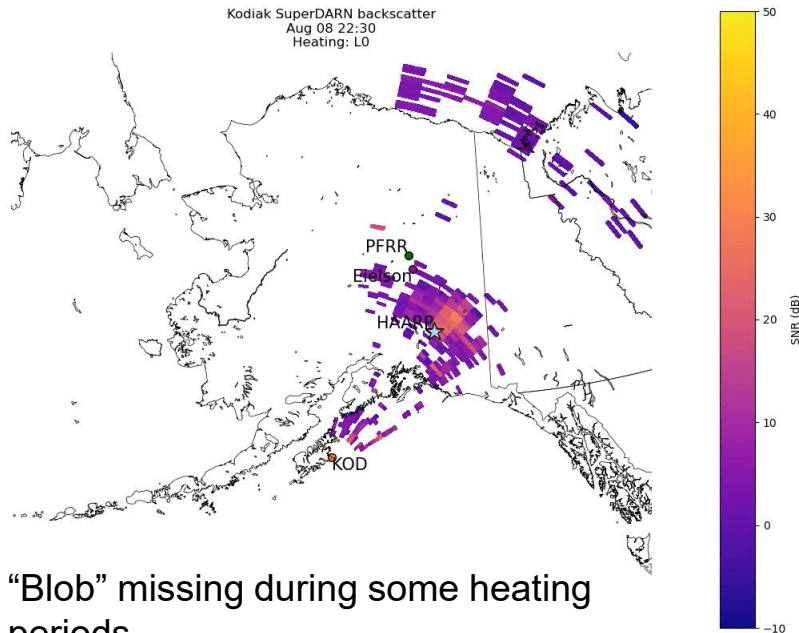 Kodiak SuperDARN backscatter
Aug 08 22:30
Heating: L0
PFRR
Eielson
HAARP
KOD
50
40
30
20
10
0
−10
SNR (dB)
“Blob” missing during some heating
periods